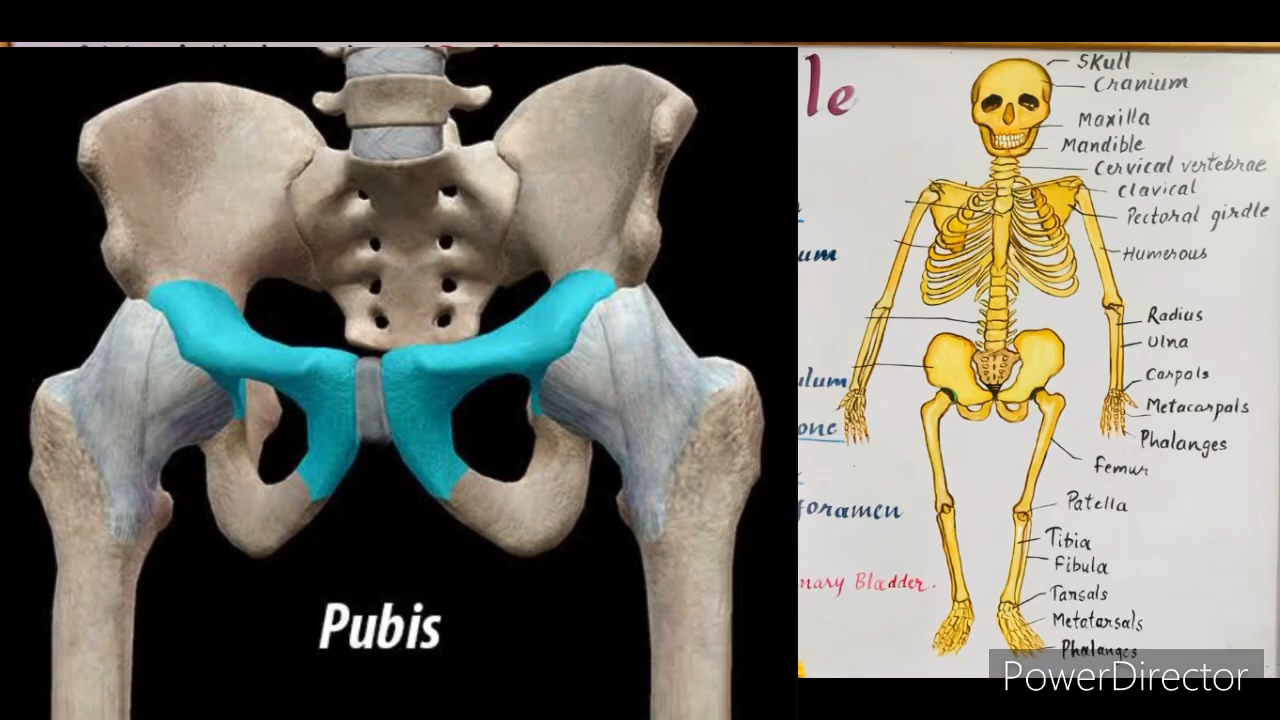 Pubis
le
um
ulum
one
foramen
nary Bladder.
Skull
Cranium
Maxilla
Mandible
Cervical vertebrae
Clavical
Pectoral girdle
Humerous
Radius
Ulna
Carpals
Metacarpals
Phalanges
Femur
Patella
Tibia
Fibula
Tarsals
Metatarsals
Phalanges
PowerDirector